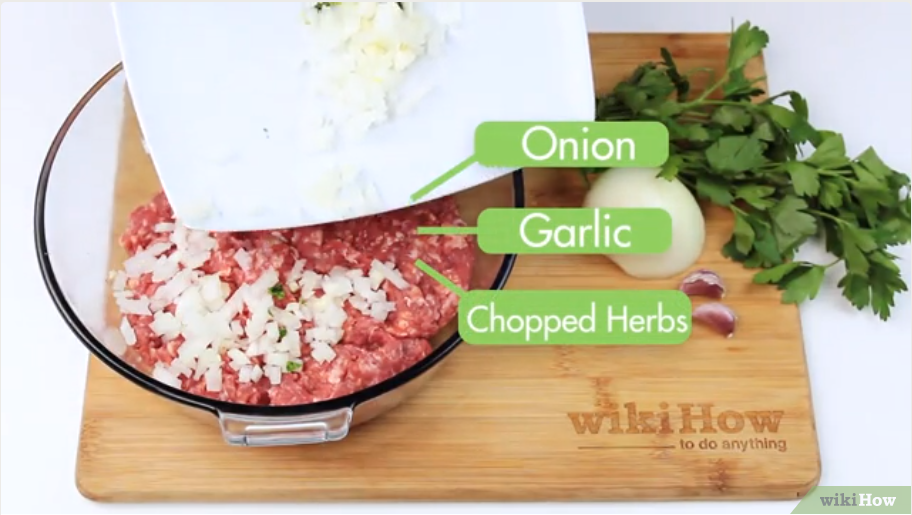 Onion
Garlic
Chopped Herbs
wikiHow
to do anything
wikiHow